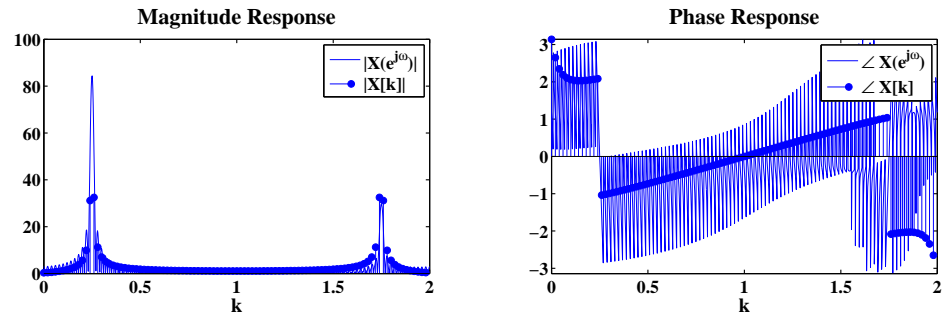 Magnitude Response
100
80
60
40
20
0
0
0.5
1
1.5
2
k
|X(e^{jω})|
|X[k]|
Phase Response
3
2
1
0
−1
−2
−3
0
0.5
1
1.5
2
k
∠ X(e^{jω})
∠ X[k]